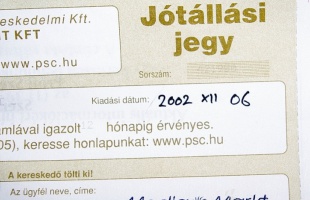 eskedelmi Kft.
T KFT
www.psc.hu
Jótállási
jegy
Sorszám:
Kiadási dátum: 2002 XII 06
ámlával igazolt hónapig érvényes.
05), keresse honlapunkat: www.psc.hu
A kereskedő tölti ki!
Az ügyfél neve, címe: